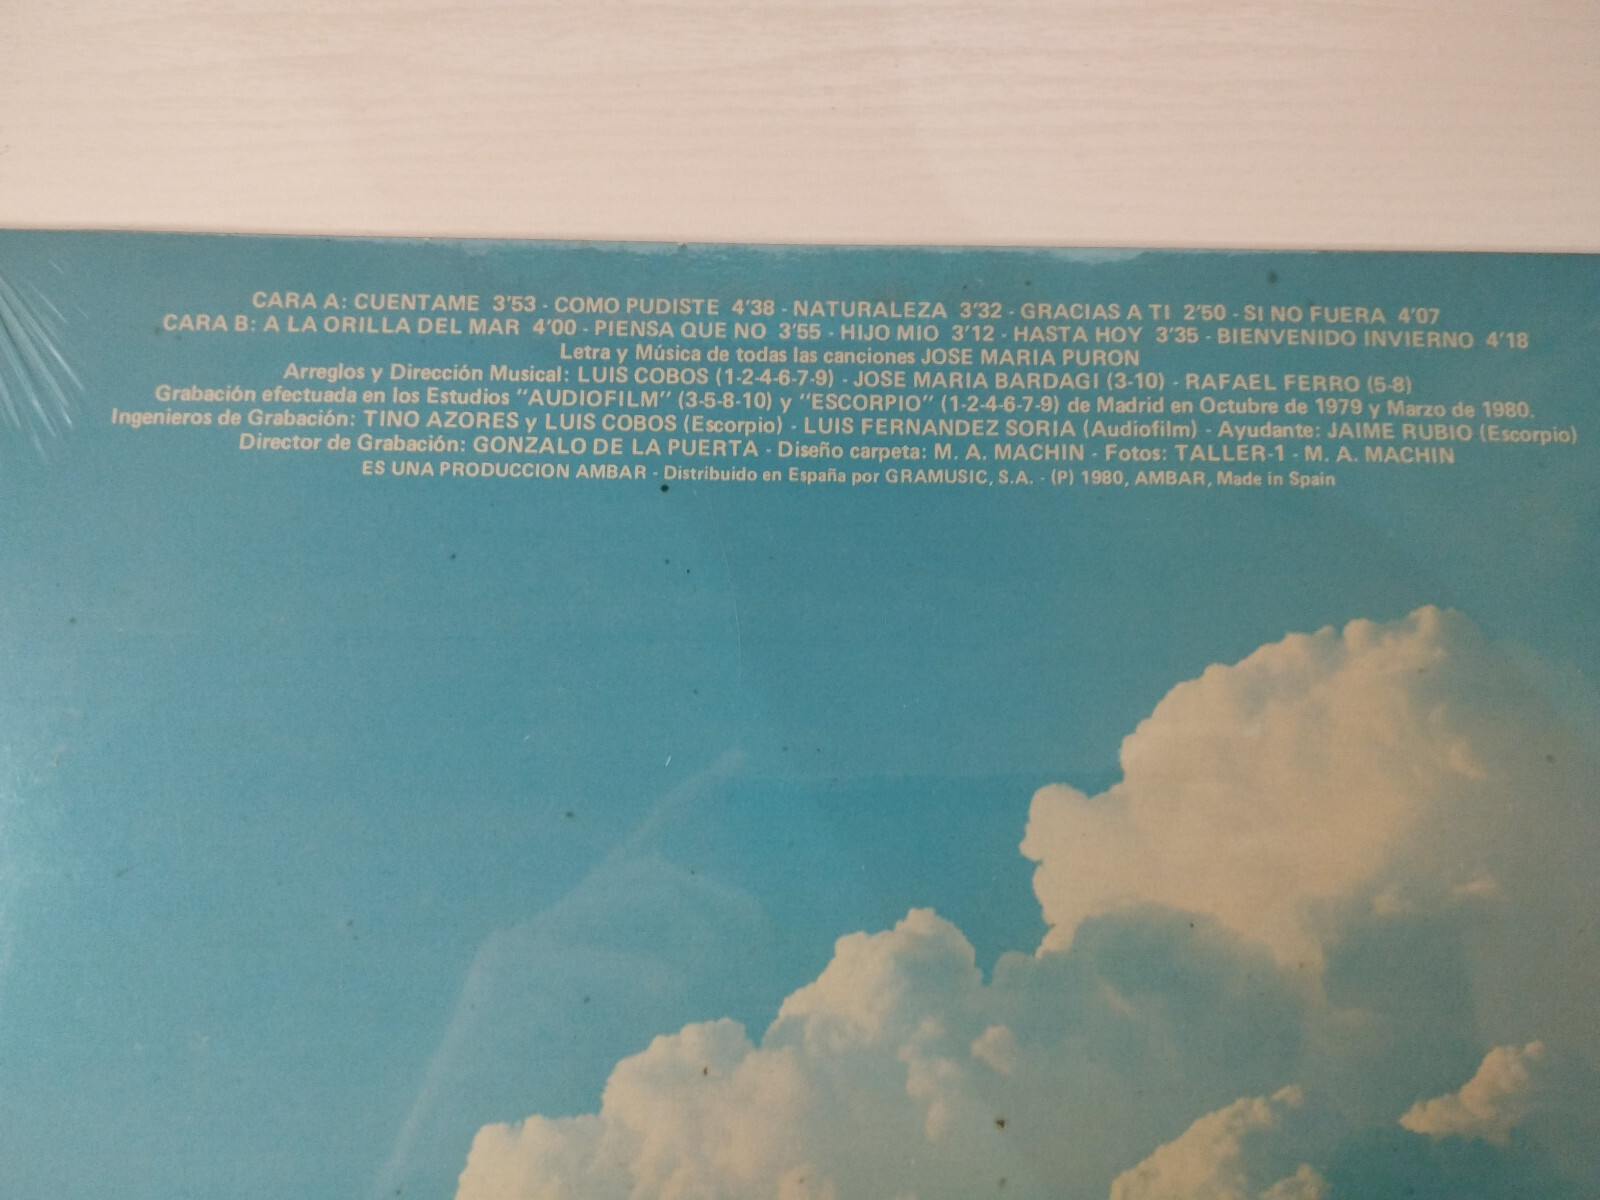 CARA A: CUENTAME 3'53 - COMO PUDISTE 4'38 - NATURALEZA 3'32 - GRACIAS A TI 2'50 - SI NO FUERA 4'07
CARA B: A LA ORILLA DEL MAR 4'00 - PIENSA QUE NO 3'55 - HIJO MIO 3'12 - HASTA HOY 3'35 - BIENVENIDO INVIERNO 4'18
Letra y Música de todas las canciones JOSE MARIA PURON
Arreglos y Dirección Musical: LUIS COBOS (1-2-4-6-7-9) - JOSE MARIA BARDAGI (3-10) - RAFAEL FERRO (5-8)
Grabación efectuada en los Estudios "AUDIOFILM" (3-5-8-10) y "ESCORPIO" (1-2-4-6-7-9) de Madrid en Octubre de 1979 y Marzo de 1980.
Ingenieros de Grabación: TINO AZORES y LUIS COBOS (Escorpio) - LUIS FERNANDEZ SORIA (Audiofilm) - Ayudante: JAIME RUBIO (Escorpio)
Director de Grabación: GONZALO DE LA PUERTA - Diseño carpeta: M. A. MACHIN - Fotos: TALLER-1 - M. A. MACHIN
ES UNA PRODUCCION AMBAR - Distribuido en España por GRAMUSIC, S.A. - (P) 1980, AMBAR, Made in Spain